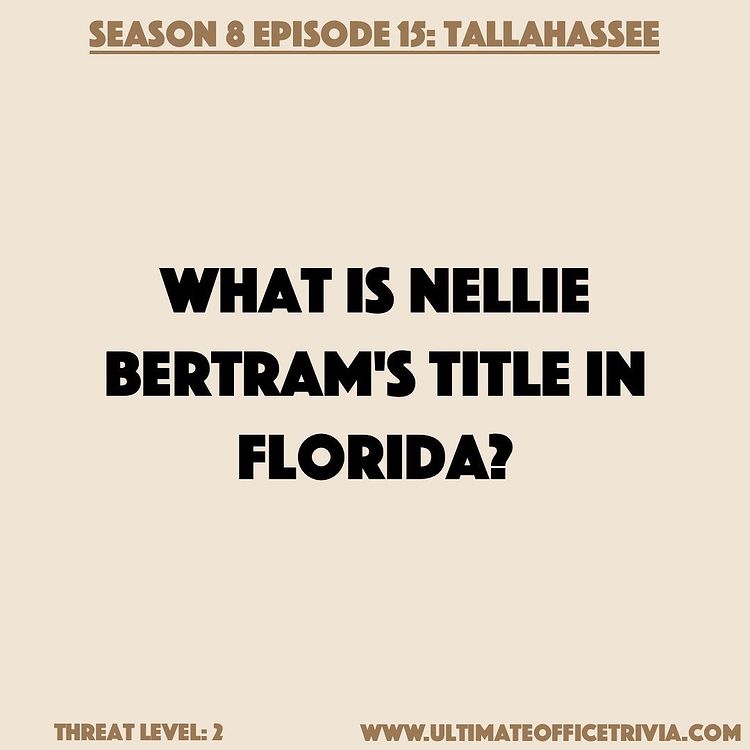 SEASON 8 EPISODE 15: TALLAHASSEE
WHAT IS NELLIE
BERTRAM'S TITLE IN
FLORIDA?
THREAT LEVEL: 2
WWW.ULTIMATEOFFICETRIVIA.COM